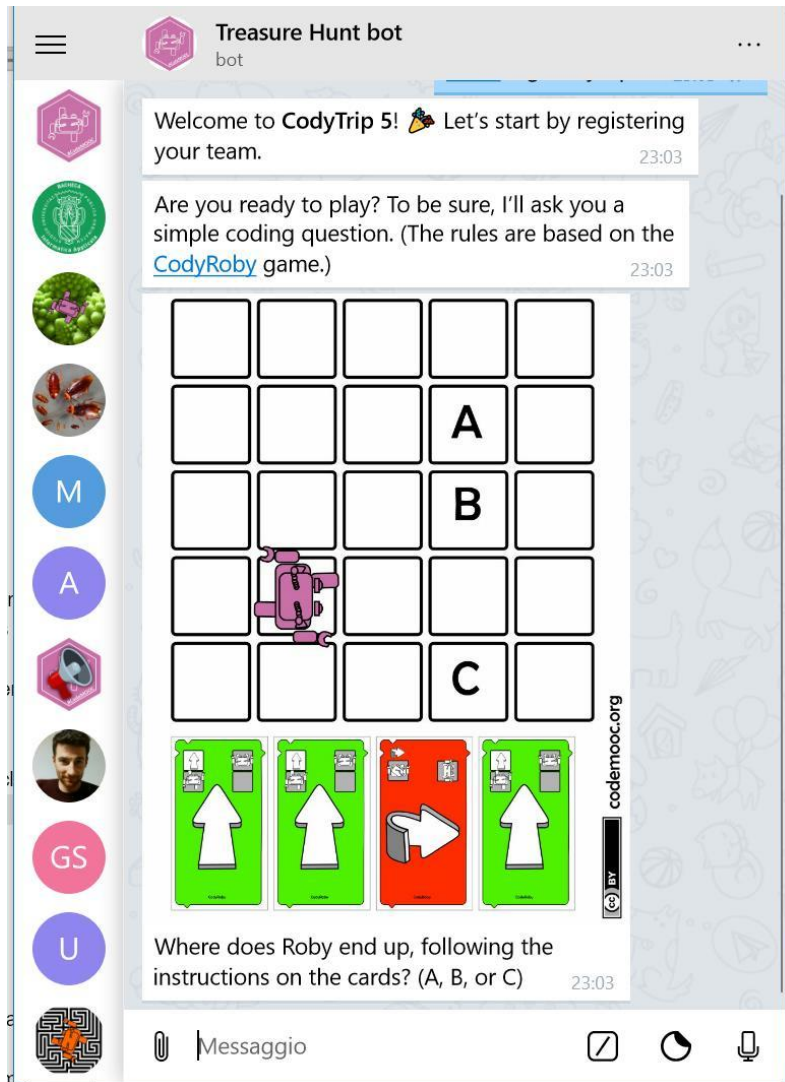 Treasure Hunt bot
bot
Welcome to CodyTrip 5! 🎉 Let's start by registering
your team.
23:03
Are you ready to play? To be sure, I'll ask you a
simple coding question. (The rules are based on the
CodyRoby game.)
23:03
A
B
C
codemooc.org
cc BY
Where does Roby end up, following the
instructions on the cards? (A, B, or C)
23:03
M
A
GS
U
Messaggio